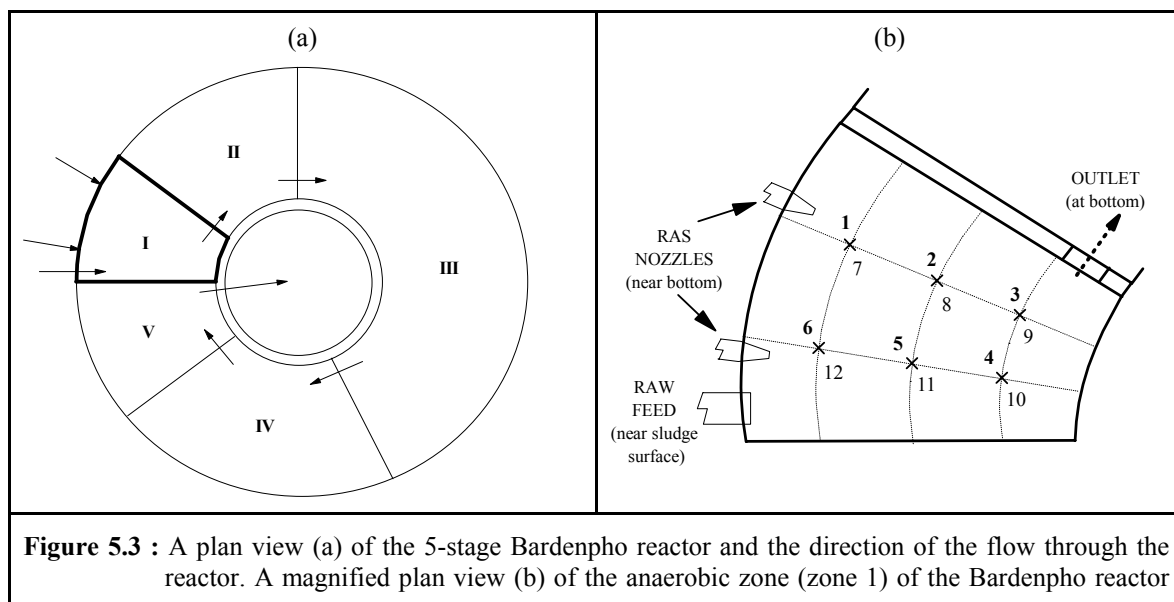 (a)
II
I
III
V
IV
(b)
OUTLET
(at bottom)
RAS
NOZZLES
(near bottom)
RAW
FEED
(near sludge
surface)
1
7
2
8
3
9
6
12
5
11
4
10
Figure 5.3 : A plan view (a) of the 5-stage Bardenpho reactor and the direction of the flow through the
reactor. A magnified plan view (b) of the anaerobic zone (zone 1) of the Bardenpho reactor